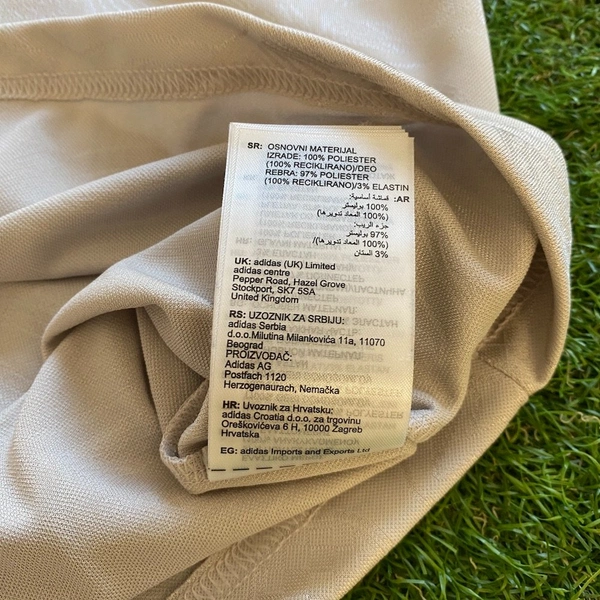 SR: OSNOVNI MATERIJAL
IZRADE: 100% POLIESTER
(100% RECIKLIRANO)/DEO
REBRA: 97% POLIESTER
(100% RECIKLIRANO)/3% ELASTIN
AR: قماشة أساسية:
100% بوليستر
(100% المعاد تدويرها)
جزء الريب:
97% بوليستر
(100% المعاد تدويرها)/
3% الستان
UK: adidas (UK) Limited
adidas centre
Pepper Road, Hazel Grove
Stockport, SK7 5SA
United Kingdom
RS: UZOZNIK ZA SRBIJU:
adidas Serbia
d.o.o.Milutina Milankovića 11a, 11070
Beograd
PROIZVOĐAČ:
Adidas AG
Postfach 1120
Herzogenaurach, Nemačka
HR: Uvoznik za Hrvatsku:
adidas Croatia d.o.o. za trgovinu
Oreškovićeva 6 H, 10000 Zagreb
Hrvatska
EG: adidas Imports and Exports Ltd